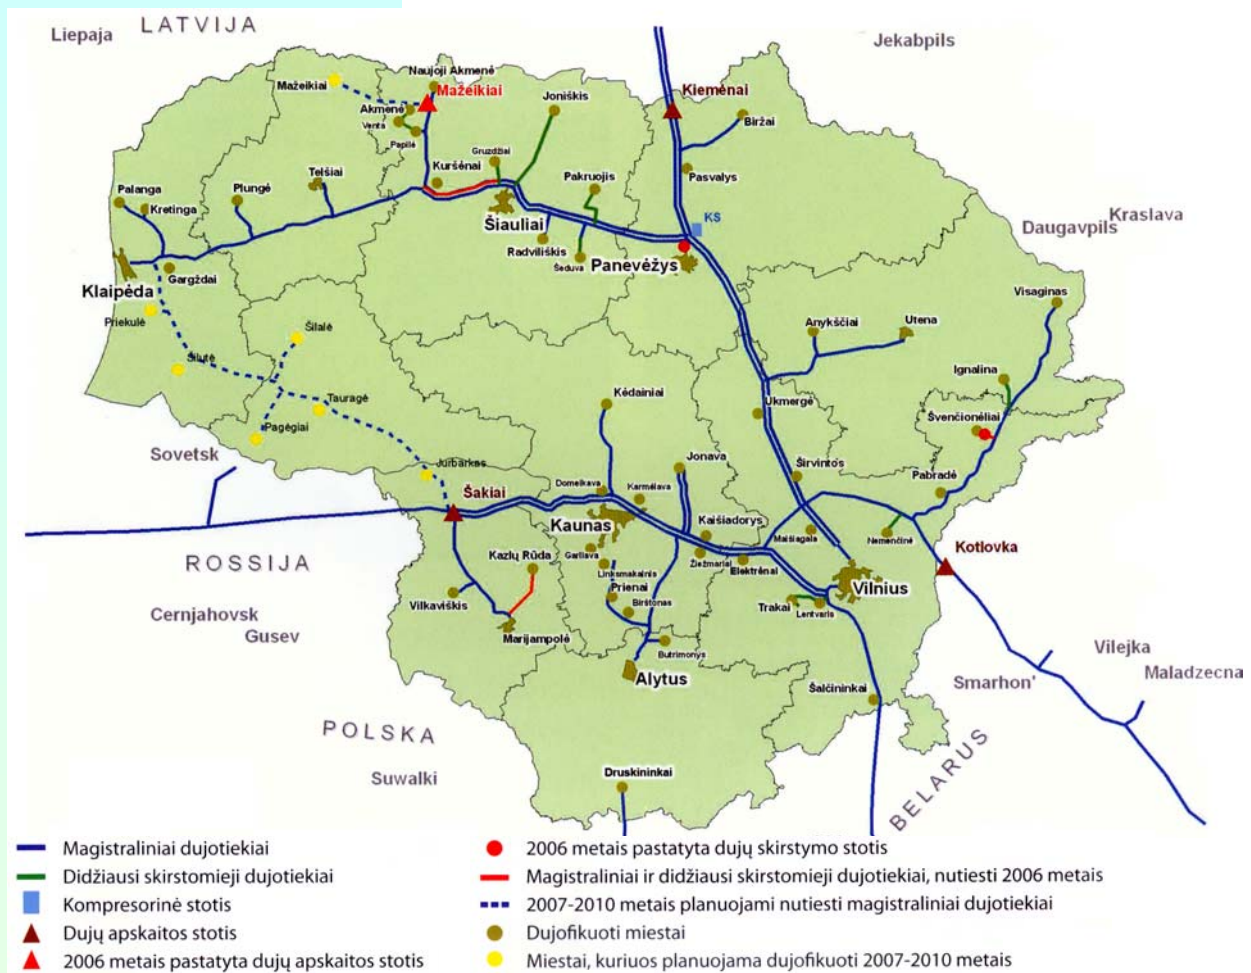 LATVIJA
Liepaja
Jekabpils
Naujoji Akmenė
Mažeikiai
Mažeikiai
Kiemėnai
Joniškis
Akmenė
Venta
Papilė
Biržai
Gruzdžiai
Kuršėnai
Telšiai
Pasvalys
Pakruojis
Plungė
Palanga
Kretinga
Kraslava
KS
Šiauliai
Daugavpils
Radviliškis
Šeduva
Panevėžys
Gargždai
Klaipėda
Visaginas
Priekulė
Anykščiai
Utena
Šilalė
Šilutė
Ignalina
Kėdainiai
Tauragė
Ukmergė
Švenčionėliai
Pagėgiai
Sovetsk
Jonava
Jurbarkas
Širvintos
Pabradė
Domeikava
Karmėlava
Šakiai
Kaunas
Kaišiadorys
Maišiagala
Nemenčinė
Kotlovka
Garliava
Kazlų Rūda
Žiežmariai
Elektrėnai
ROSSIJA
Linksmakalnis
Prienai
Vilnius
Vilkaviškis
Birštonas
Trakai
Lentvaris
Cernjahovsk
Gusev
Marijampolė
Butrimonys
Vilejka
Alytus
Maladzecna
Smarhon'
Šalčininkai
POLSKA
BELARUS
Suwalki
Druskininkai
Magistraliniai dujotiekiai
Didžiausi skirstomieji dujotiekiai
Kompresorinė stotis
Dujų apskaitos stotis
2006 metais pastatyta dujų apskaitos stotis
2006 metais pastatyta dujų skirstymo stotis
Magistraliniai ir didžiausi skirstomieji dujotiekiai, nutiesti 2006 metais
2007-2010 metais planuojami nutiesti magistraliniai dujotiekiai
Dujofikuoti miestai
Miestai, kuriuos planuojama dujofikuoti 2007-2010 metais